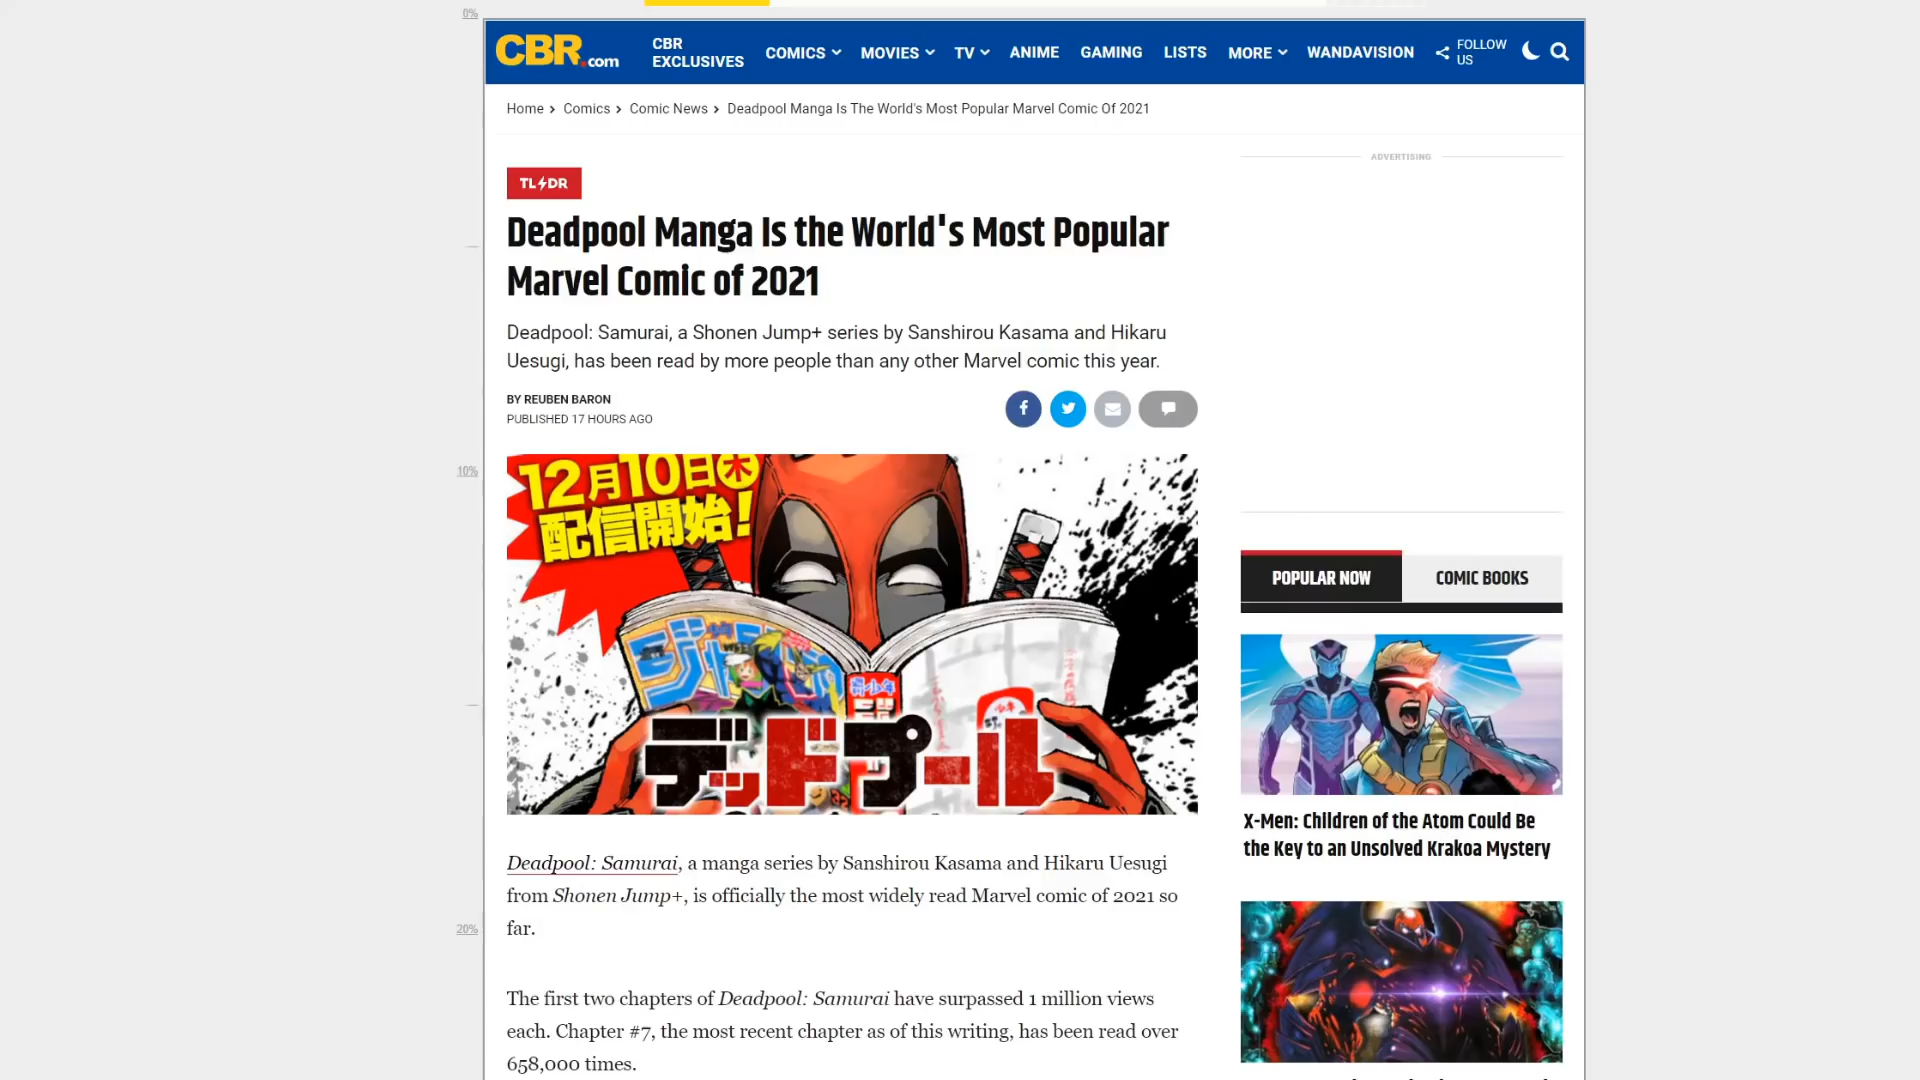 0%
CBR.com
CBR EXCLUSIVES
COMICS
MOVIES
TV
ANIME
GAMING
LISTS
MORE
WANDAVISION
FOLLOW US
Home > Comics > Comic News > Deadpool Manga Is The World's Most Popular Marvel Comic Of 2021
ADVERTISING
TL DR
Deadpool Manga Is the World's Most Popular
Marvel Comic of 2021
Deadpool: Samurai, a Shonen Jump+ series by Sanshirou Kasama and Hikaru
Uesugi, has been read by more people than any other Marvel comic this year.
BY REUBEN BARON
PUBLISHED 17 HOURS AGO
10%
12月10日木
配信開始!
デッドプール
POPULAR NOW
COMIC BOOKS
X-Men: Children of the Atom Could Be
the Key to an Unsolved Krakoa Mystery
Deadpool: Samurai, a manga series by Sanshirou Kasama and Hikaru Uesugi
from Shonen Jump+, is officially the most widely read Marvel comic of 2021 so
far.
20%
The first two chapters of Deadpool: Samurai have surpassed 1 million views
each. Chapter #7, the most recent chapter as of this writing, has been read over
658,000 times.